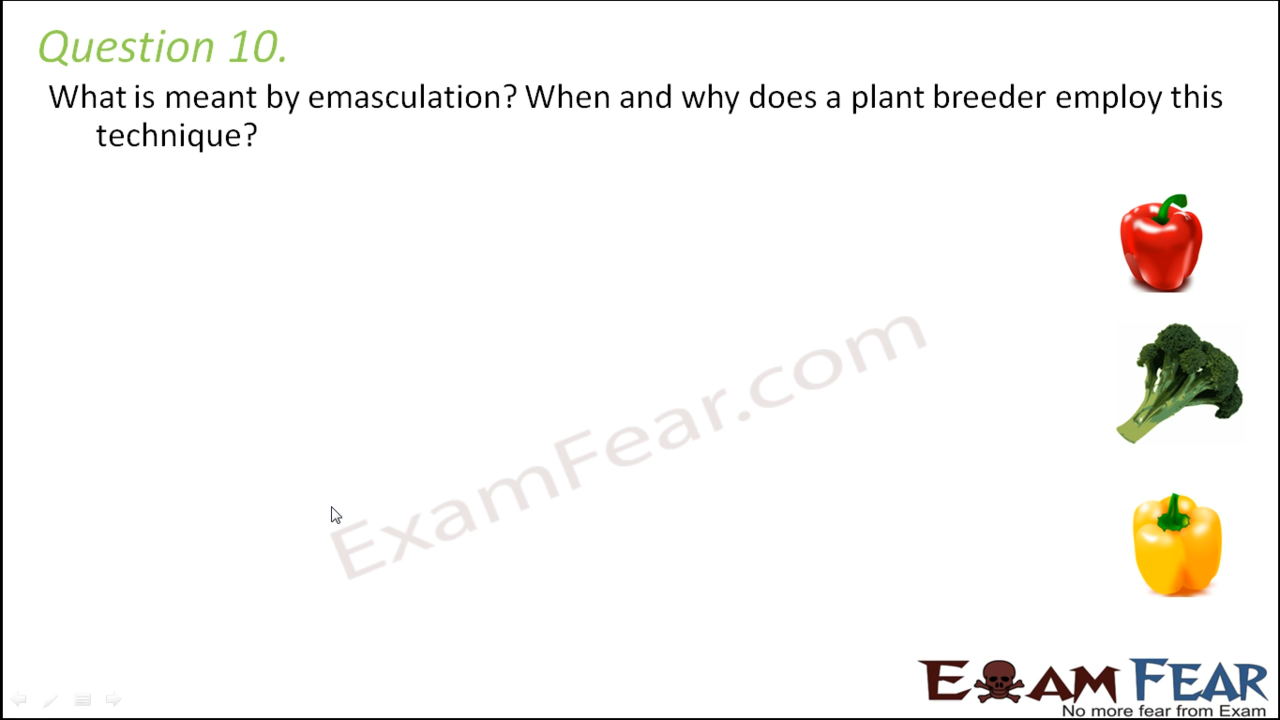 Question 10.
What is meant by emasculation? When and why does a plant breeder employ this
technique?
ExamFear.com
EXAM FEAR
No more fear from Exam